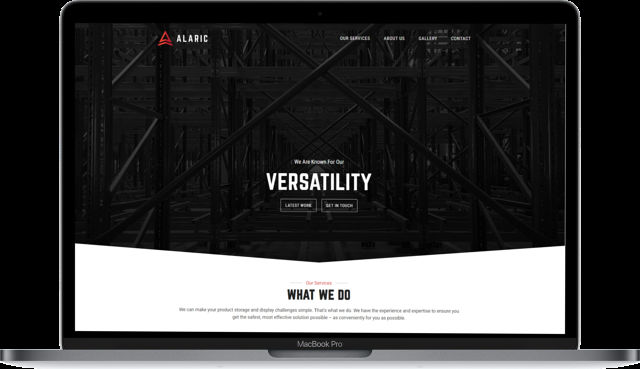 ALARIC
OUR SERVICES ABOUT US GALLERY CONTACT
We Are Known For Our
VERSATILITY
LATEST WORK GET IN TOUCH
Our Services
WHAT WE DO
We can make your product storage and display challenges simple. That's what we do. We have the experience and expertise to ensure you
get the safest, most effective solution possible – as conveniently for you as possible.
MacBook Pro